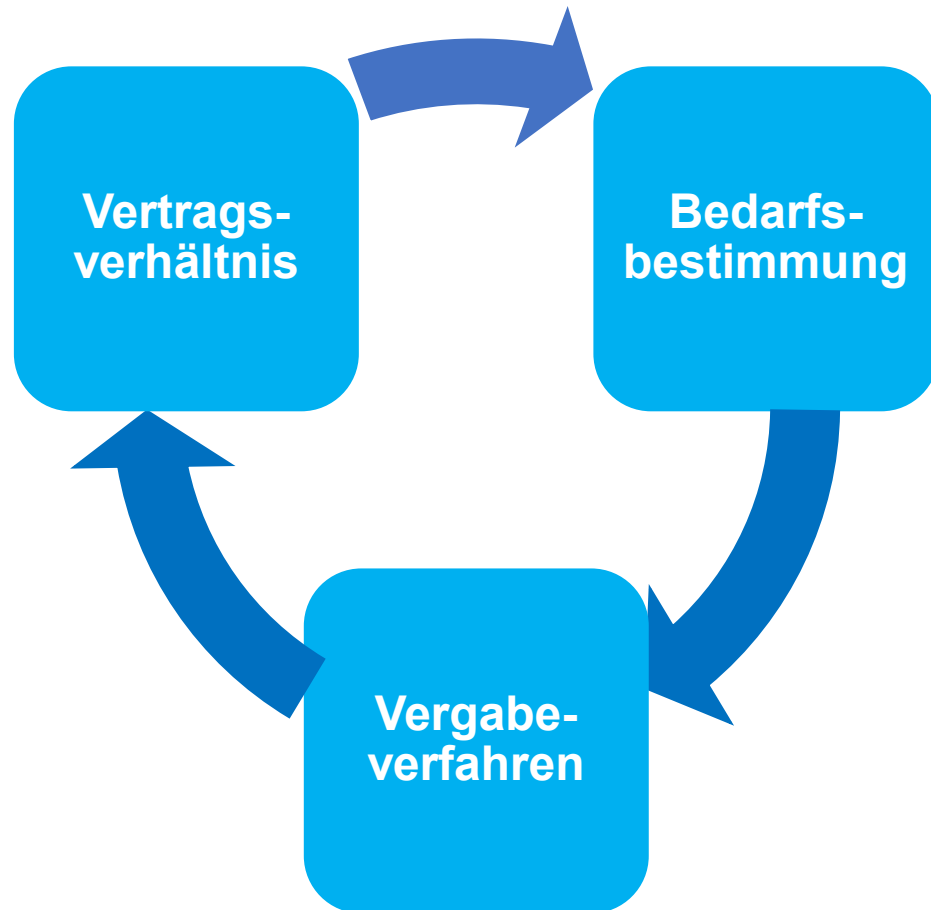 Vertrags-
verhältnis
Bedarfs-
bestimmung
Vergabe-
verfahren